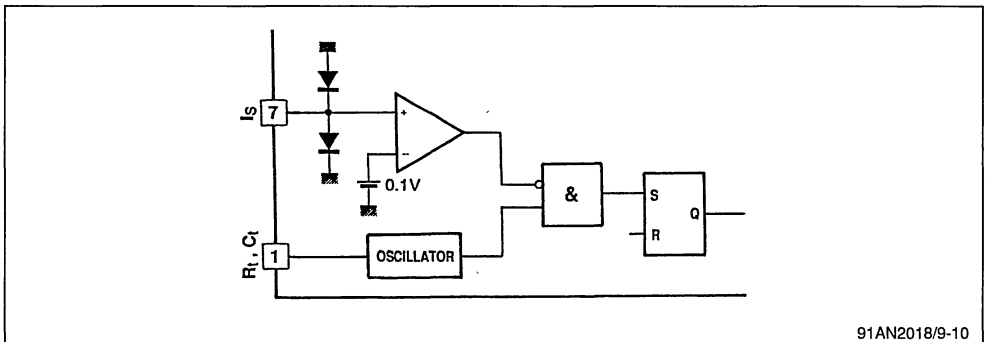 IS 7
+
−
0.1V
&
S
Q
R
Rt, Ct 1
OSCILLATOR
91AN2018/9-10